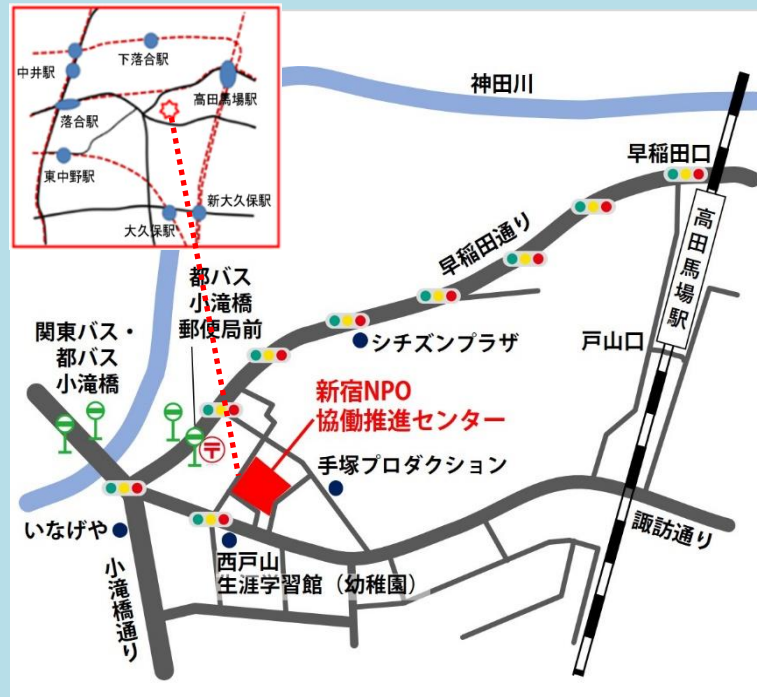 中井駅
下落合駅
高田馬場駅
落合駅
東中野駅
新大久保駅
大久保駅
神田川
早稲田口
早稲田通り
高田馬場駅
戸山口
都バス
小滝橋
郵便局前
関東バス・
都バス
小滝橋
シチズンプラザ
新宿NPO
協働推進センター
手塚プロダクション
いなげや
西戸山
生涯学習館（幼稚園）
小滝橋通り
諏訪通り